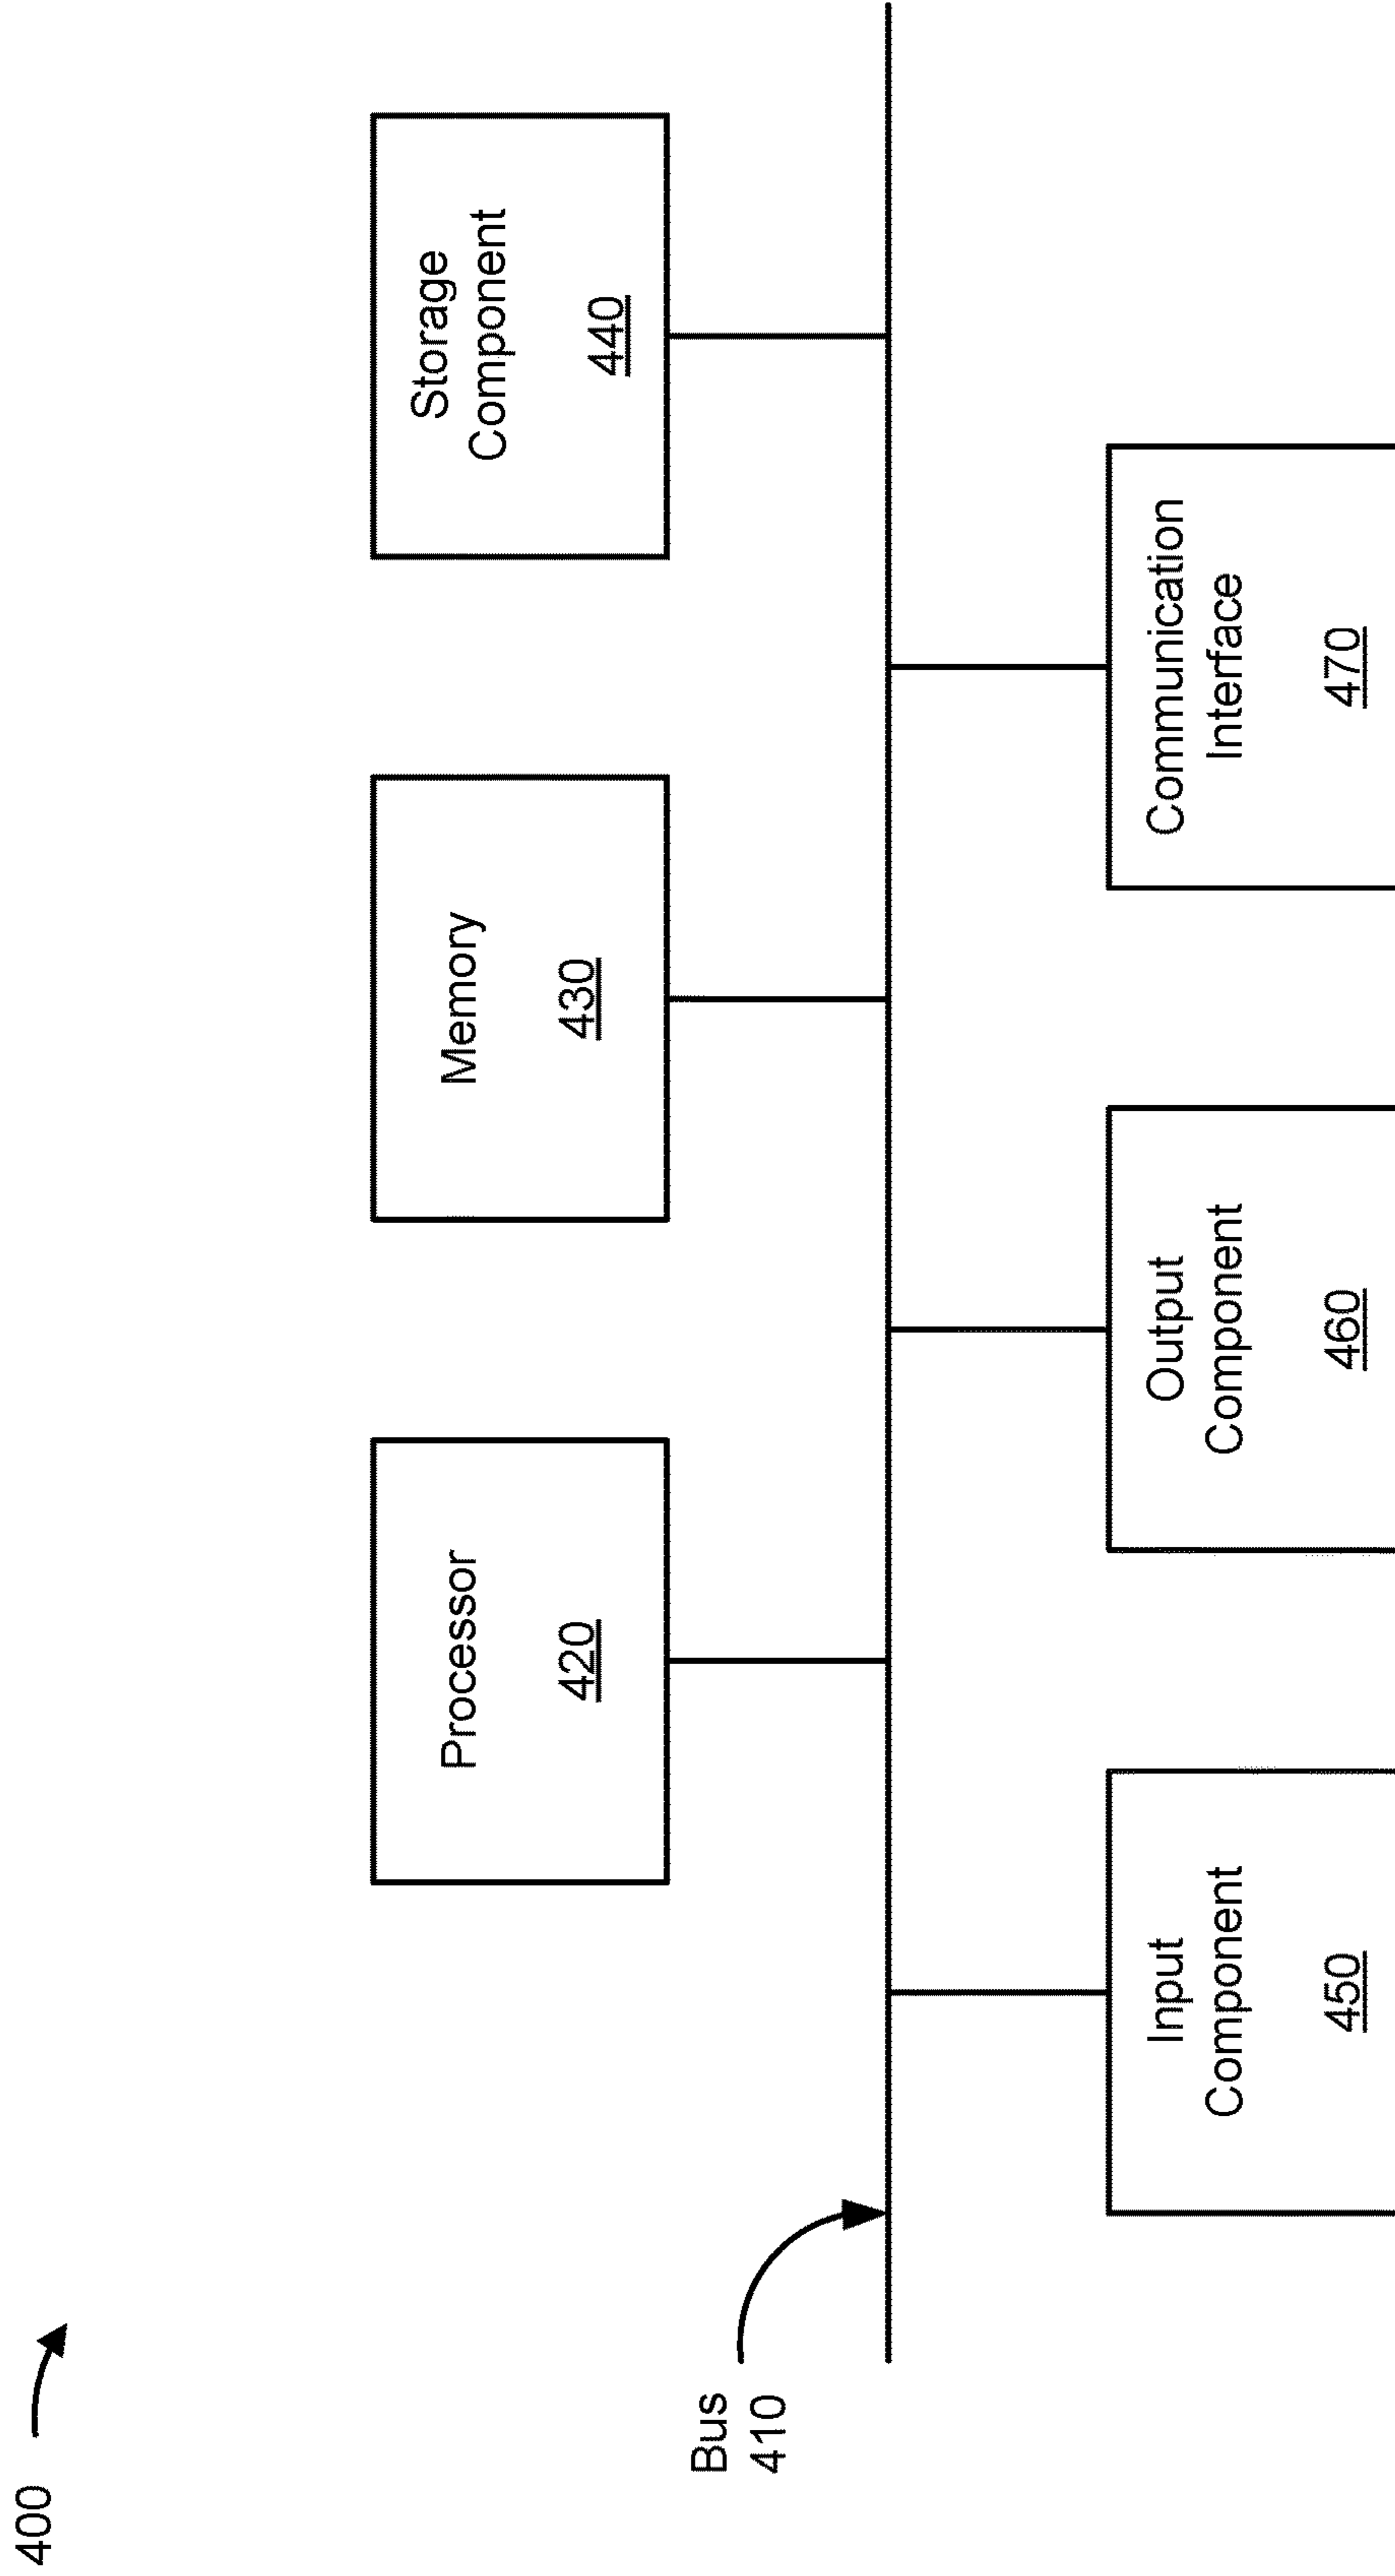 400
Processor
420
Memory
430
Storage
Component
440
Bus
410
Input
Component
450
Output
Component
460
Communication
Interface
470